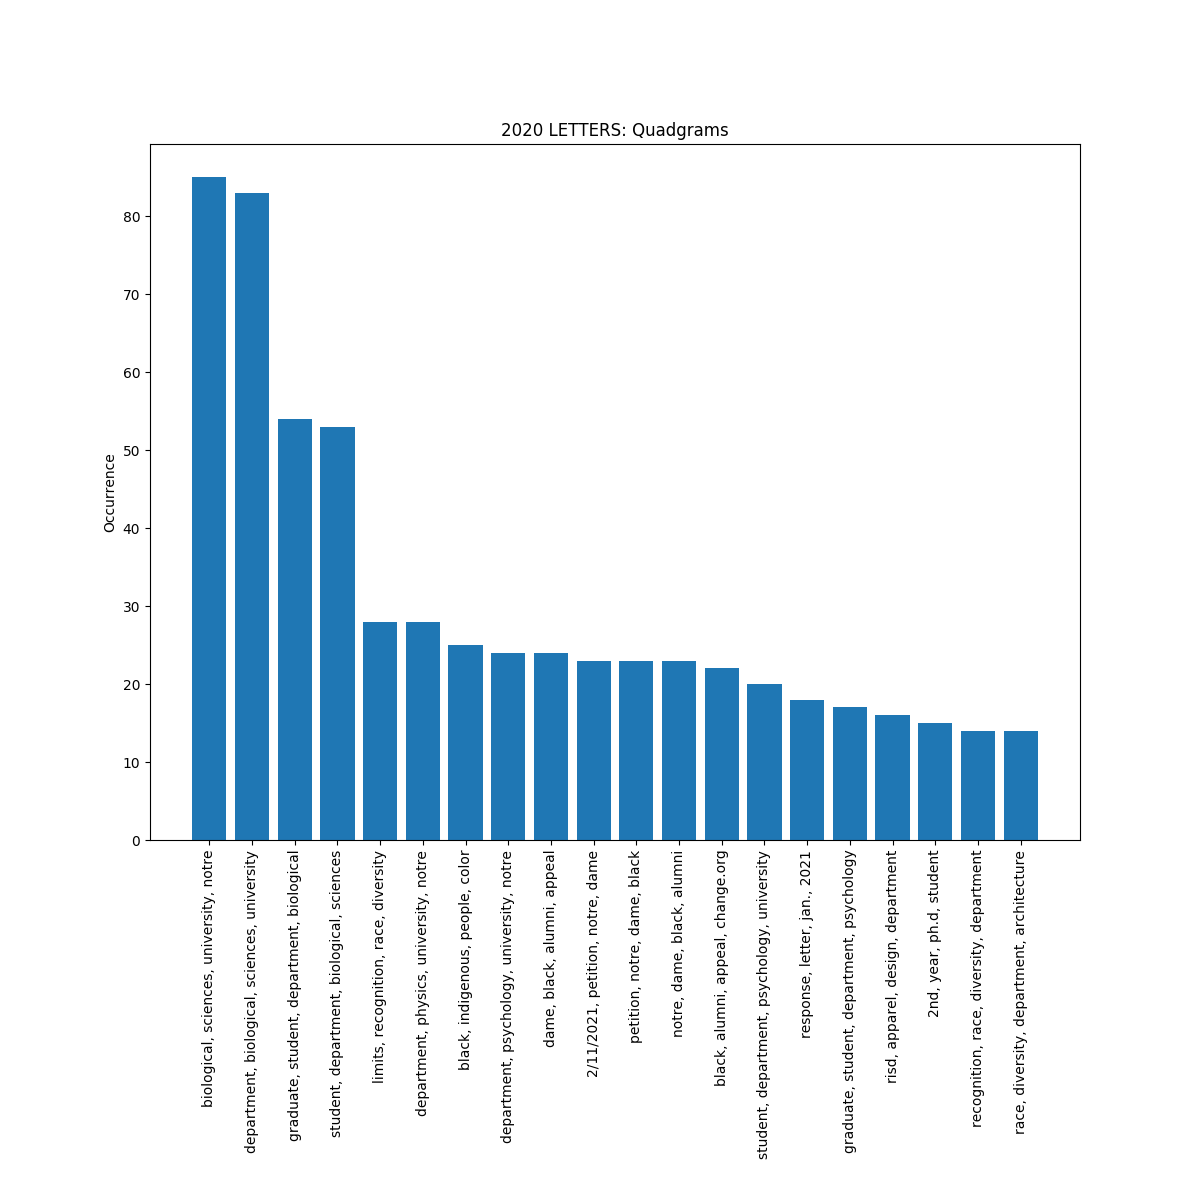 2020 LETTERS: Quadgrams
Occurrence
80
70
60
50
40
30
20
10
0
biological, sciences, university, notre
department, biological, sciences, university
graduate, student, department, biological
student, department, biological, sciences
limits, recognition, race, diversity
department, physics, university, notre
black, indigenous, people, color
department, psychology, university, notre
dame, black, alumni, appeal
2/11/2021, petition, notre, dame
petition, notre, dame, black
notre, dame, black, alumni
black, alumni, appeal, change.org
student, department, psychology, university
response, letter, jan., 2021
graduate, student, department, psychology
risd, apparel, design, department
2nd, year, ph.d, student
recognition, race, diversity, department
race, diversity, department, architecture